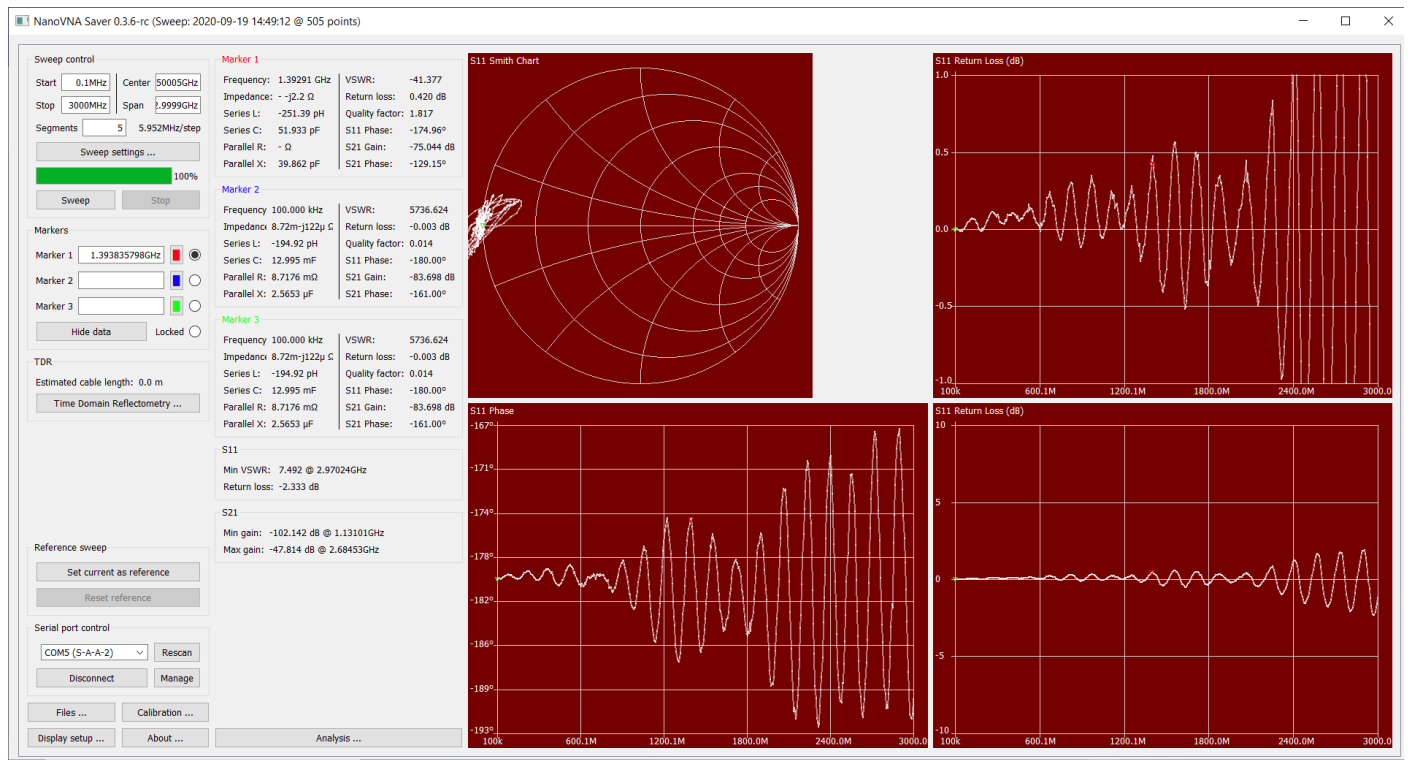 NanoVNA Saver 0.3.6-rc (Sweep: 2020-09-19 14:49:12 @ 505 points)
Sweep control
Start 0.1MHz Center 50005GHz
Stop 3000MHz Span 2.9999GHz
Segments 5 5.952MHz/step
Sweep settings ...
100%
Sweep Stop
Markers
Marker 1 1.393835798GHz
Marker 2
Marker 3
Hide data Locked
TDR
Estimated cable length: 0.0 m
Time Domain Reflectometry ...
Reference sweep
Set current as reference
Reset reference
Serial port control
COM5 (S-A-A-2) Rescan
Disconnect Manage
Files ... Calibration ...
Display setup ... About ...
Marker 1
Frequency: 1.39291 GHz VSWR: -41.377
Impedance: - -j2.2 Ω Return loss: 0.420 dB
Series L: -251.39 pH Quality factor: 1.817
Series C: 51.933 pF S11 Phase: -174.96°
Parallel R: - Ω S21 Gain: -75.044 dB
Parallel X: 39.862 pF S21 Phase: -129.15°
Marker 2
Frequency 100.000 kHz VSWR: 5736.624
Impedance 8.72m-j122µ Ω Return loss: -0.003 dB
Series L: -194.92 pH Quality factor: 0.014
Series C: 12.995 mF S11 Phase: -180.00°
Parallel R: 8.7176 mΩ S21 Gain: -83.698 dB
Parallel X: 2.5653 µF S21 Phase: -161.00°
Marker 3
Frequency 100.000 kHz VSWR: 5736.624
Impedance 8.72m-j122µ Ω Return loss: -0.003 dB
Series L: -194.92 pH Quality factor: 0.014
Series C: 12.995 mF S11 Phase: -180.00°
Parallel R: 8.7176 mΩ S21 Gain: -83.698 dB
Parallel X: 2.5653 µF S21 Phase: -161.00°
S11
Min VSWR: 7.492 @ 2.97024GHz
Return loss: -2.333 dB
S21
Min gain: -102.142 dB @ 1.13101GHz
Max gain: -47.814 dB @ 2.68453GHz
Analysis ...
S11 Smith Chart
S11 Return Loss (dB)
1.0
0.5
0.0
-0.5
-1.0
100k 600.1M 1200.1M 1800.0M 2400.0M 3000.0
S11 Phase
-167°
-171°
-174°
-178°
-182°
-186°
-189°
-193°
100k 600.1M 1200.1M 1800.0M 2400.0M 3000.0
S11 Return Loss (dB)
10
5
0
-5
-10
100k 600.1M 1200.1M 1800.0M 2400.0M 3000.0